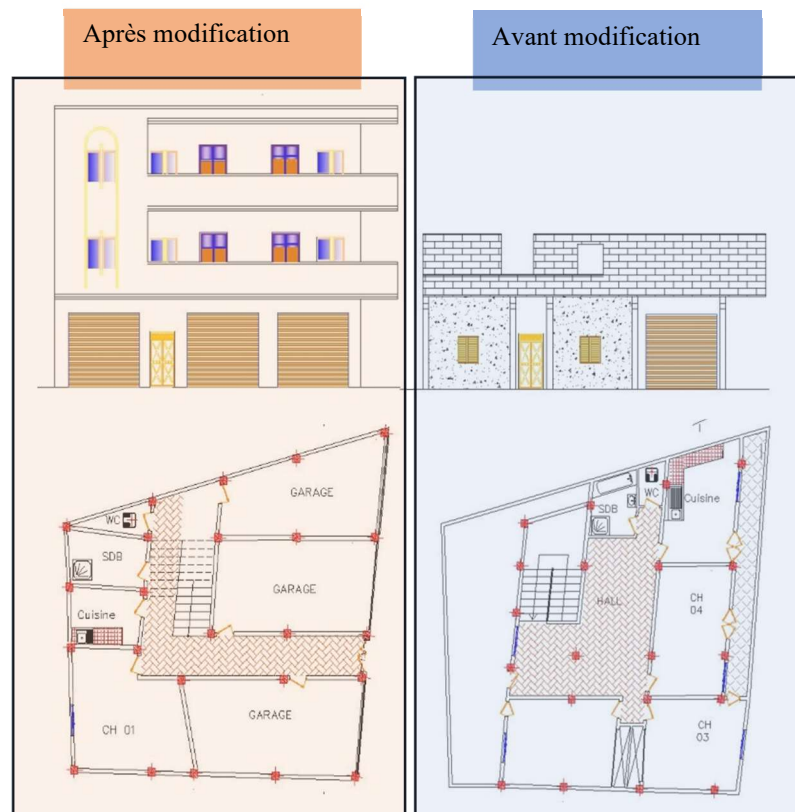 Après modification
Avant modification
GARAGE
WC
SDB
GARAGE
Cuisine
GARAGE
CH 01
SDB
WC
Cuisine
HALL
CH
04
CH
03